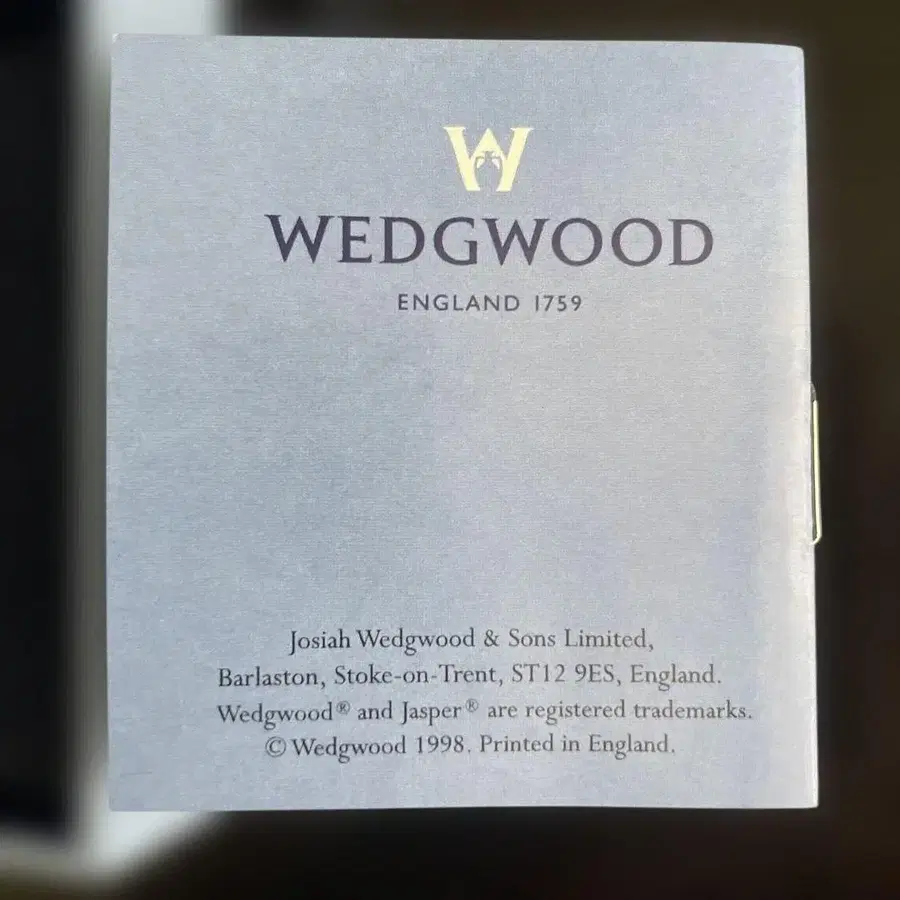 W
WEDGWOOD
ENGLAND 1759
Josiah Wedgwood & Sons Limited,
Barlaston, Stoke-on-Trent, ST12 9ES, England.
Wedgwood® and Jasper® are registered trademarks.
© Wedgwood 1998. Printed in England.